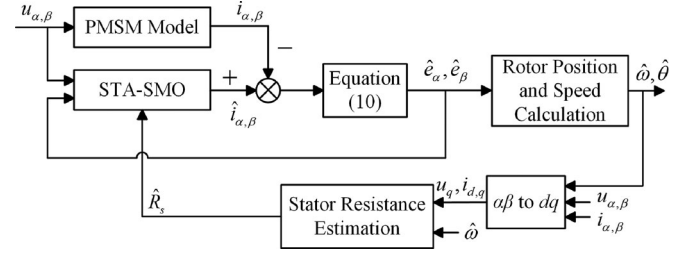 u_{α,β}
PMSM Model
i_{α,β}
−
STA-SMO
+
î_{α,β}
Equation
(10)
ê_α, ê_β
Rotor Position
and Speed
Calculation
ω̂, θ̂
R̂_s
Stator Resistance
Estimation
u_q, i_{d,q}
ω̂
αβ to dq
u_{α,β}
i_{α,β}